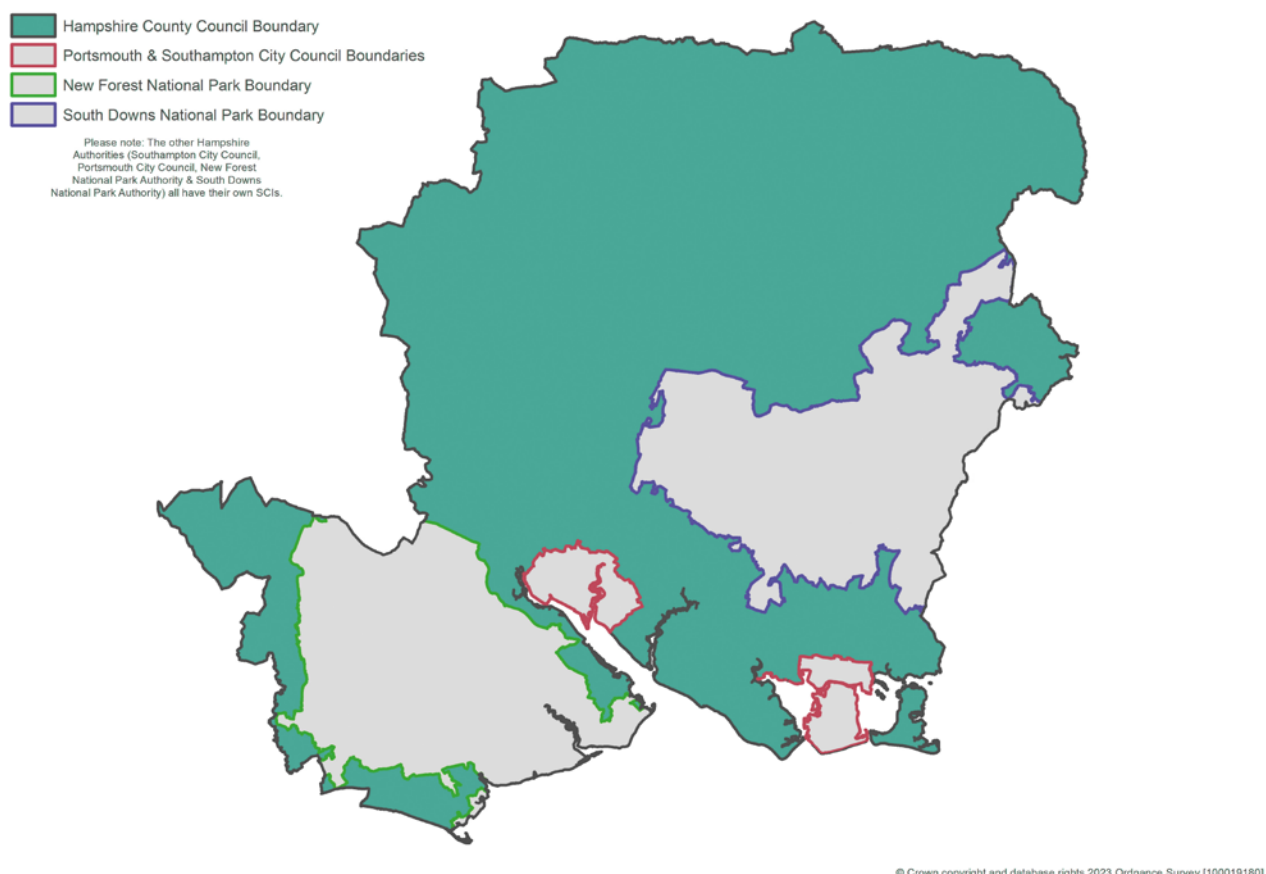 Hampshire County Council Boundary
Portsmouth & Southampton City Council Boundaries
New Forest National Park Boundary
South Downs National Park Boundary
Please note: The other Hampshire
Authorities (Southampton City Council,
Portsmouth City Council, New Forest
National Park Authority & South Downs
National Park Authority) all have their own SCIs.
© Crown copyright and database rights 2023 Ordnance Survey [100019180]